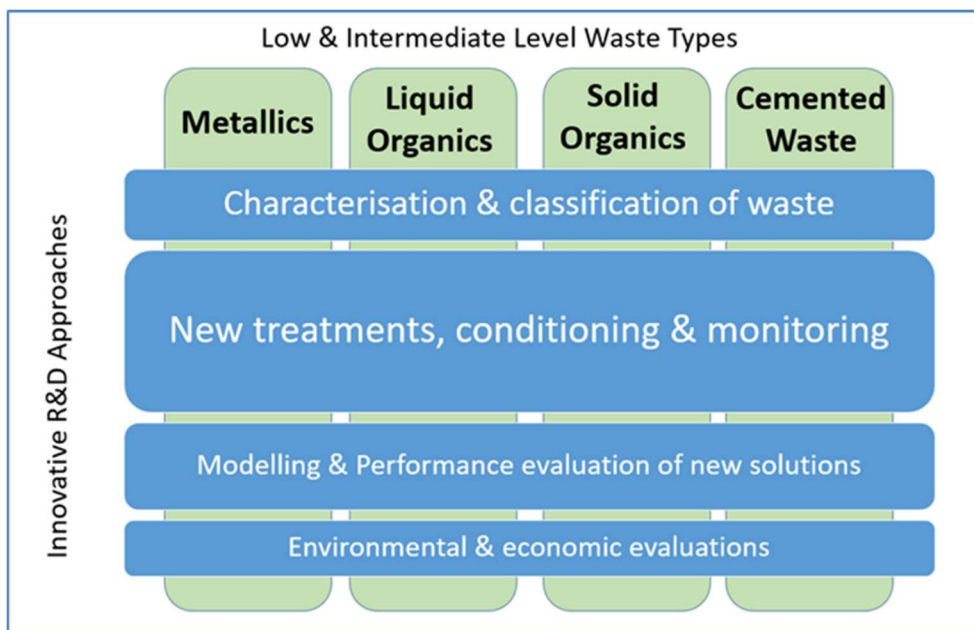 Low & Intermediate Level Waste Types
Metallics
Liquid
Organics
Solid
Organics
Cemented
Waste
Innovative R&D Approaches
Characterisation & classification of waste
New treatments, conditioning & monitoring
Modelling & Performance evaluation of new solutions
Environmental & economic evaluations